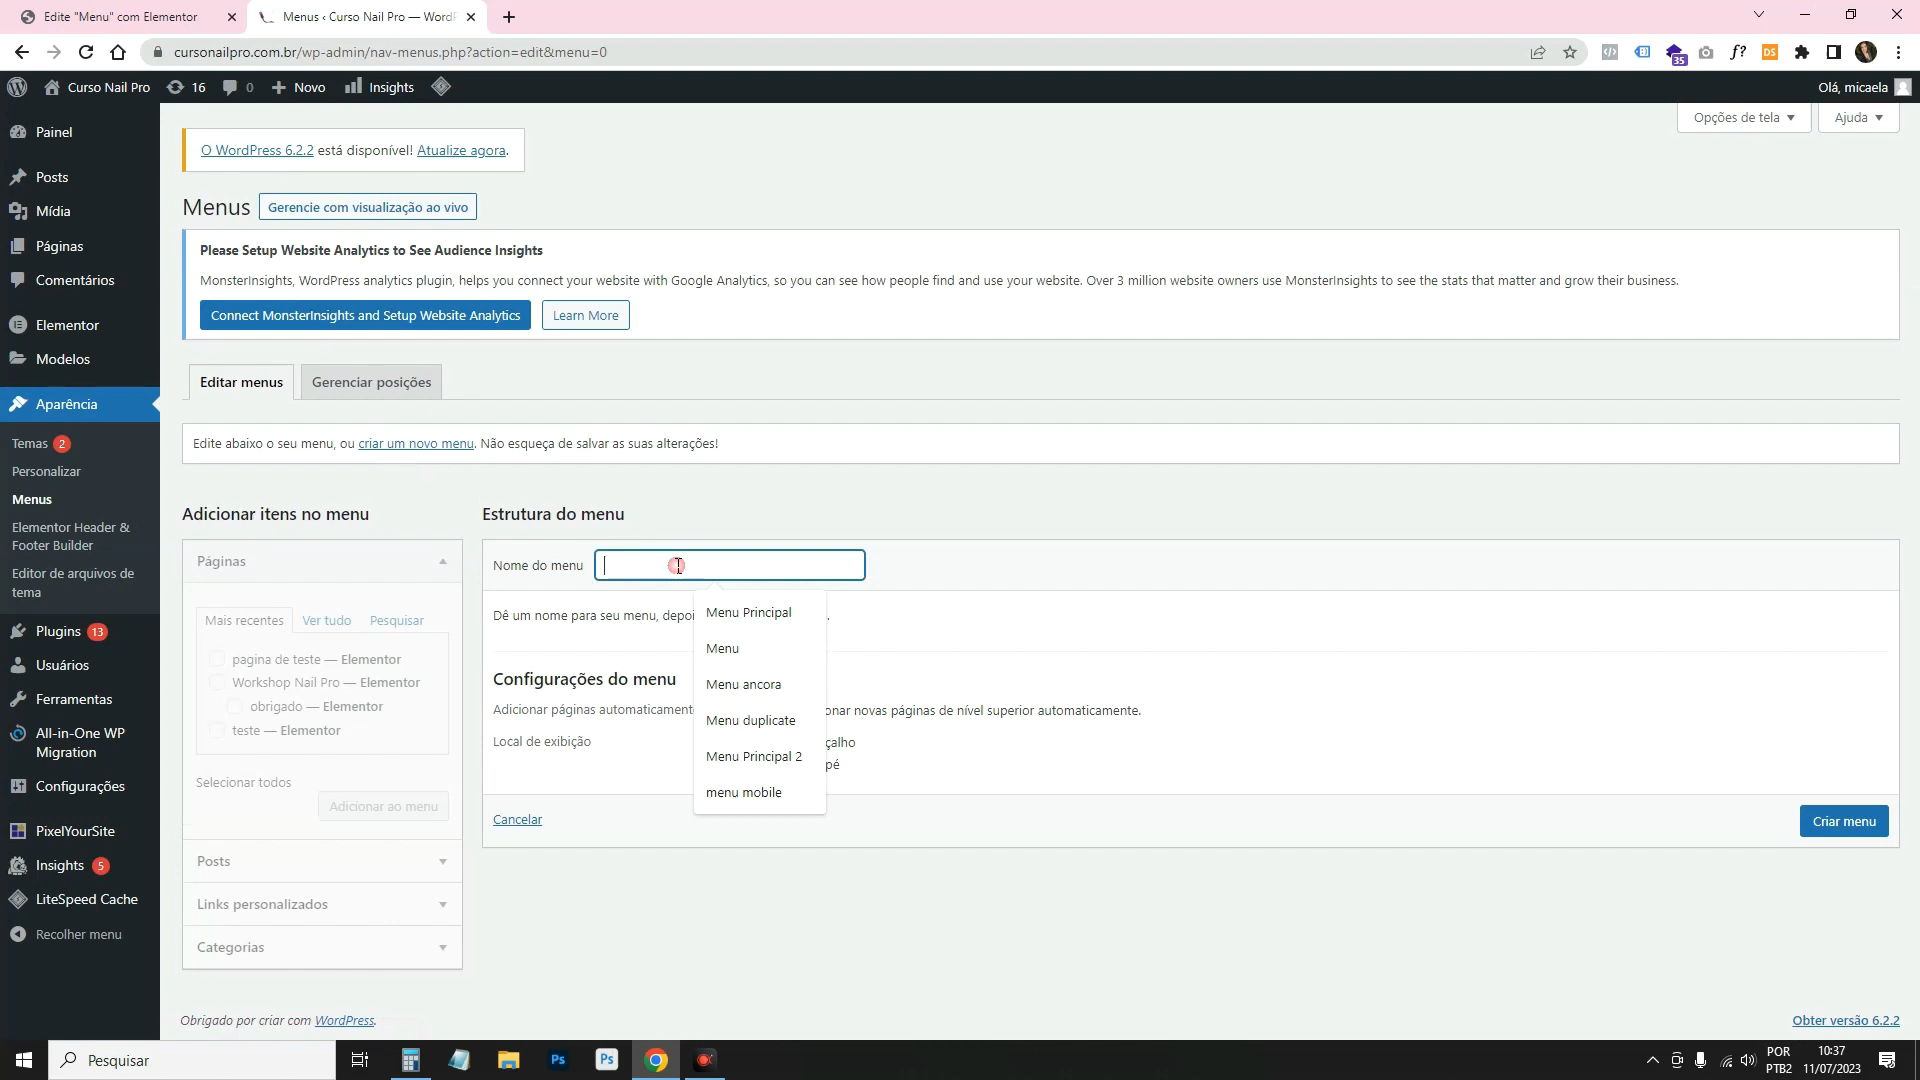 Edite "Menu" com Elementor
Menus ‹ Curso Nail Pro — WordP
cursonailpro.com.br/wp-admin/nav-menus.php?action=edit&menu=0
35
f?
DS
Curso Nail Pro
16
0
Novo
Insights
Olá, micaela
Painel
Posts
Mídia
Páginas
Comentários
Elementor
Modelos
Aparência
Temas 2
Personalizar
Menus
Elementor Header &
Footer Builder
Editor de arquivos de
tema
Plugins 13
Usuários
Ferramentas
All-in-One WP
Migration
Configurações
PixelYourSite
Insights 5
LiteSpeed Cache
Recolher menu
Opções de tela
Ajuda
O WordPress 6.2.2 está disponível! Atualize agora.
Menus
Gerencie com visualização ao vivo
Please Setup Website Analytics to See Audience Insights
MonsterInsights, WordPress analytics plugin, helps you connect your website with Google Analytics, so you can see how people find and use your website. Over 3 million website owners use MonsterInsights to see the stats that matter and grow their business.
Connect MonsterInsights and Setup Website Analytics
Learn More
Editar menus
Gerenciar posições
Edite abaixo o seu menu, ou criar um novo menu. Não esqueça de salvar as suas alterações!
Adicionar itens no menu
Páginas
Mais recentes
Ver tudo
Pesquisar
pagina de teste — Elementor
Workshop Nail Pro — Elementor
obrigado — Elementor
teste — Elementor
Selecionar todos
Adicionar ao menu
Posts
Links personalizados
Categorias
Estrutura do menu
Nome do menu
Dê um nome para seu menu, depoi
.
Configurações do menu
Adicionar páginas automaticament
onar novas páginas de nível superior automaticamente.
Local de exibição
çalho
pé
Menu Principal
Menu
Menu ancora
Menu duplicate
Menu Principal 2
menu mobile
Cancelar
Criar menu
Obrigado por criar com WordPress.
Obter versão 6.2.2
Pesquisar
Ps
Ps
POR
PTB2
10:37
11/07/2023